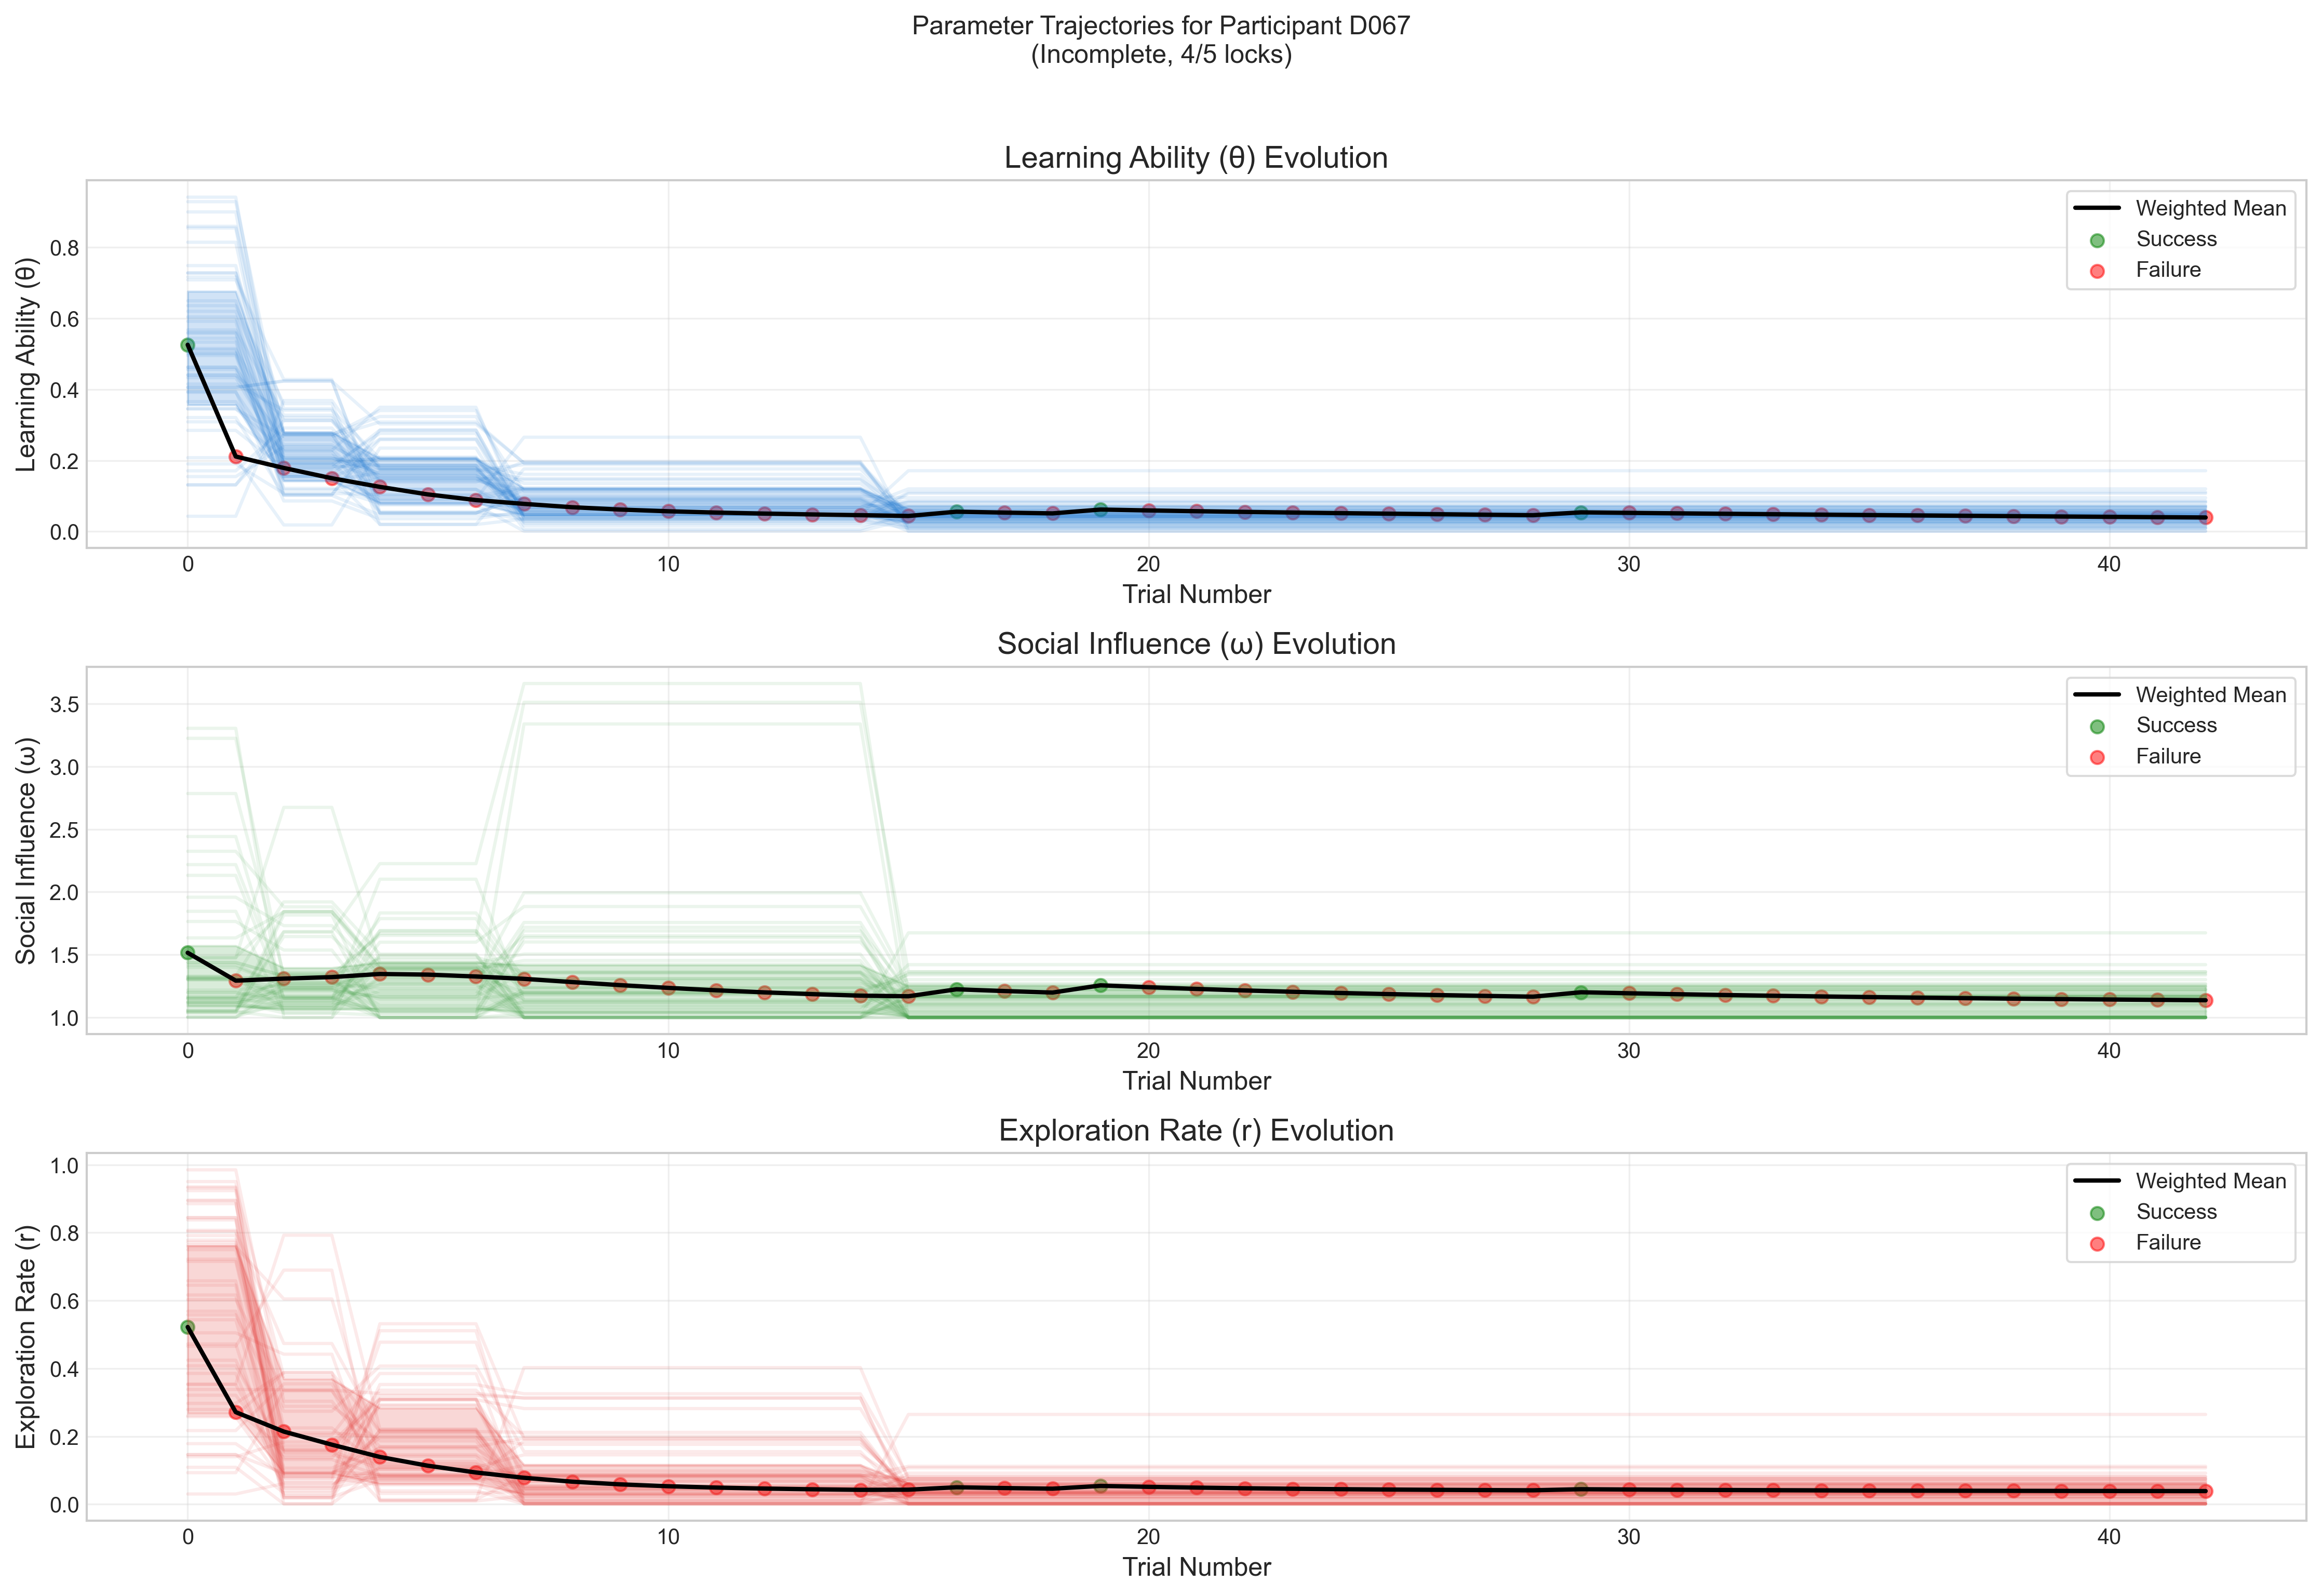 Parameter Trajectories for Participant D067
(Incomplete, 4/5 locks)
Learning Ability (θ) Evolution
Learning Ability (θ)
0.8
0.6
0.4
0.2
0.0
Weighted Mean
Success
Failure
0 10 20 30 40
Trial Number
Social Influence (ω) Evolution
Social Influence (ω)
3.5
3.0
2.5
2.0
1.5
1.0
Weighted Mean
Success
Failure
0 10 20 30 40
Trial Number
Exploration Rate (r) Evolution
Exploration Rate (r)
1.0
0.8
0.6
0.4
0.2
0.0
Weighted Mean
Success
Failure
0 10 20 30 40
Trial Number